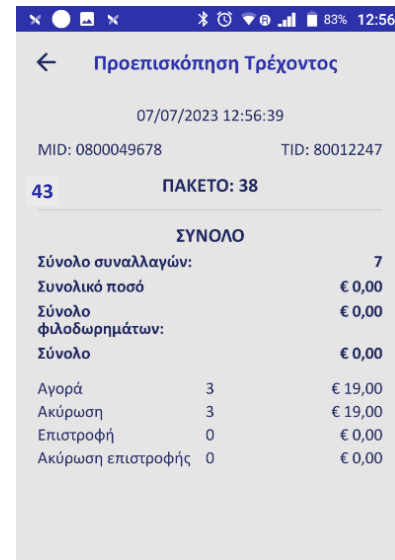 83% 12:56
Προεπισκόπηση Τρέχοντος
07/07/2023 12:56:39
MID: 0800049678 TID: 80012247
43 ΠΑΚΕΤΟ: 38
ΣΥΝΟΛΟ
Σύνολο συναλλαγών: 7
Συνολικό ποσό € 0,00
Σύνολο € 0,00
φιλοδωρημάτων:
Σύνολο € 0,00
Αγορά 3 € 19,00
Ακύρωση 3 € 19,00
Επιστροφή 0 € 0,00
Ακύρωση επιστροφής 0 € 0,00